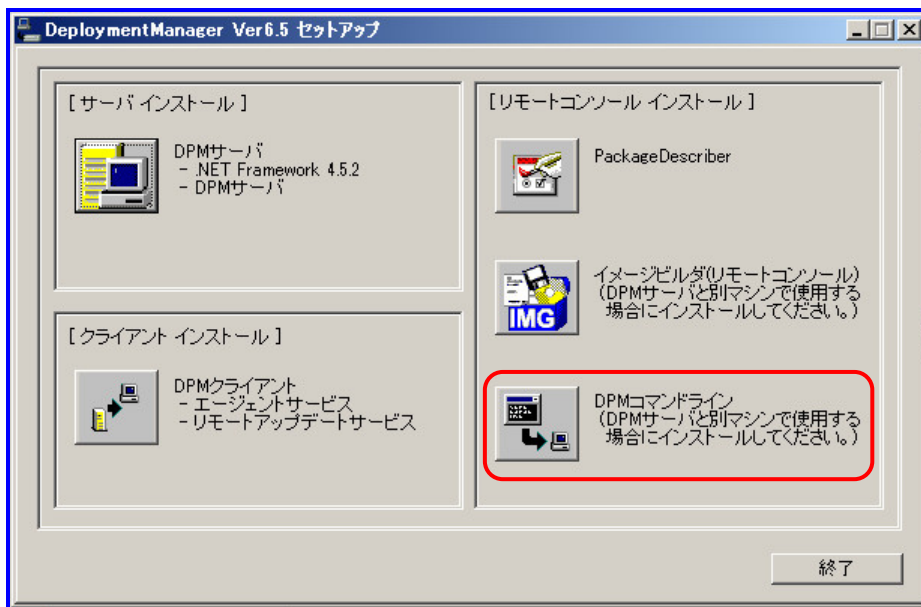 DeploymentManager Ver6.5 セットアップ
[ サーバ インストール ]
DPMサーバ
- .NET Framework 4.5.2
- DPMサーバ
[ クライアント インストール ]
DPMクライアント
- エージェントサービス
- リモートアップデートサービス
[ リモートコンソール インストール ]
PackageDescriber
IMG
イメージビルダ(リモートコンソール)
(DPMサーバと別マシンで使用する
場合にインストールしてください。)
DPMコマンドライン
(DPMサーバと別マシンで使用する
場合にインストールしてください。)
終了